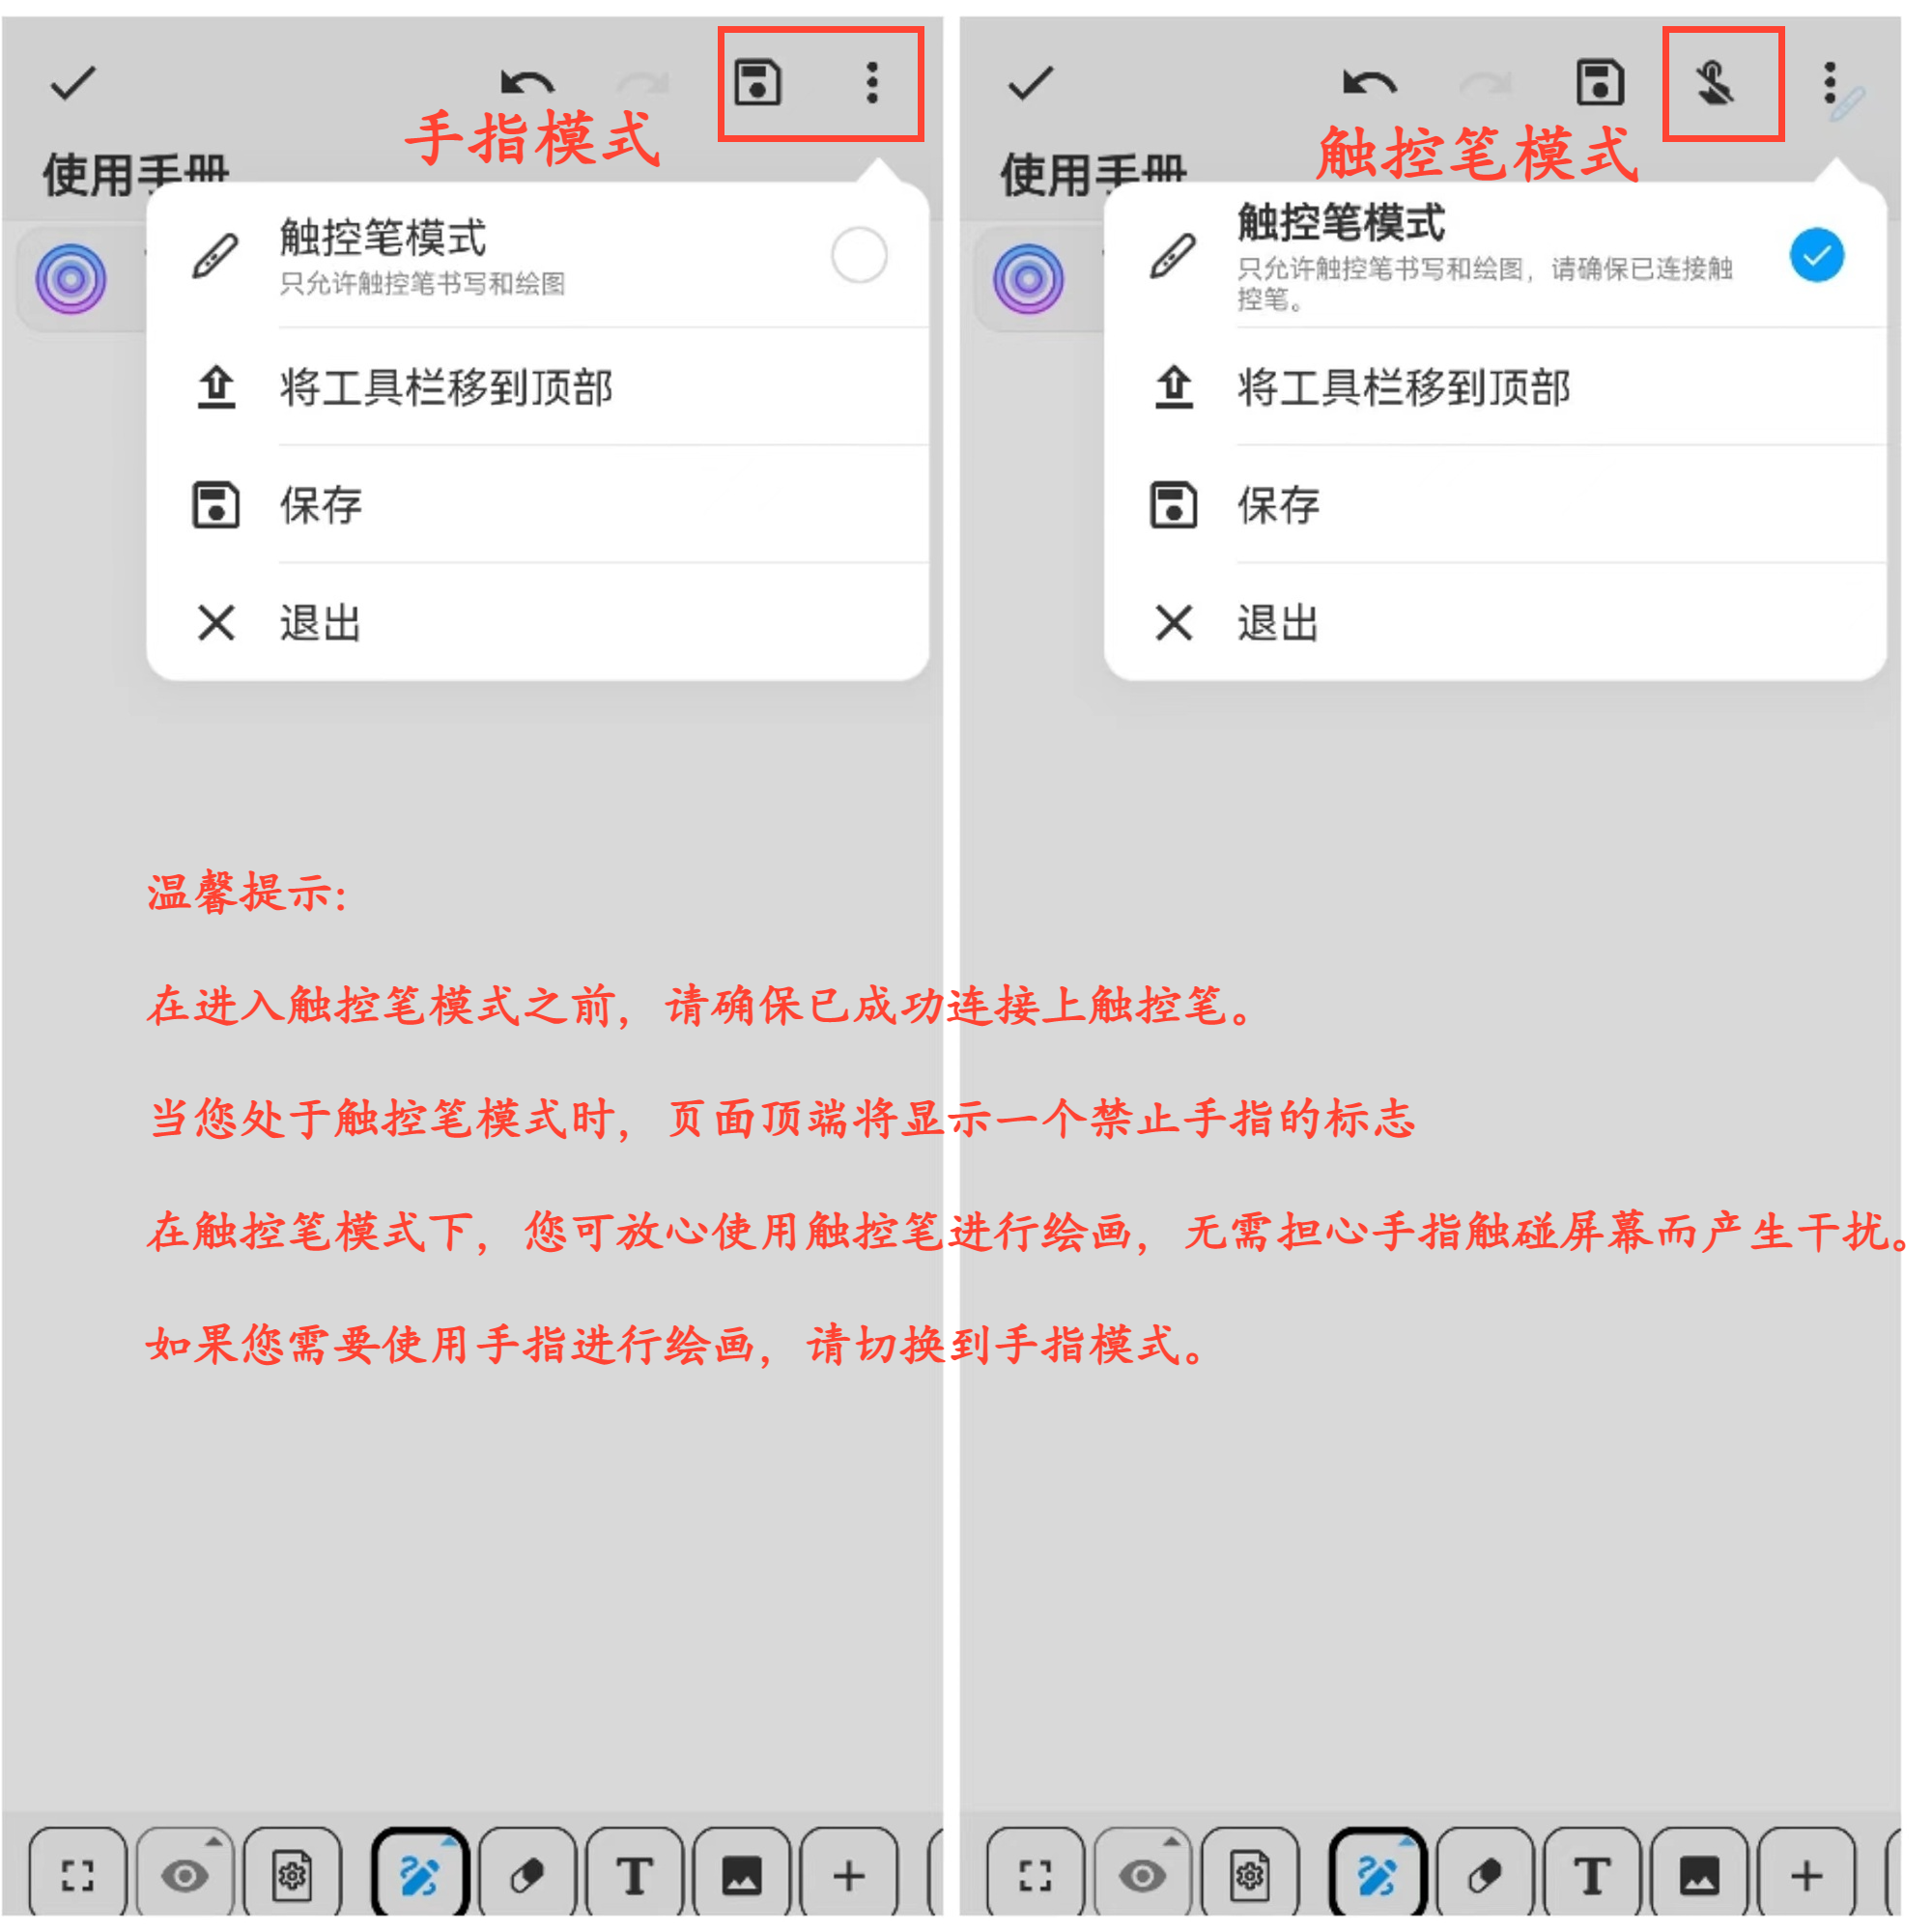 手指模式
使用手册
触控笔模式
只允许触控笔书写和绘图
将工具栏移到顶部
保存
退出
触控笔模式
使用手册
触控笔模式
只允许触控笔书写和绘图，请确保已连接触
控笔。
将工具栏移到顶部
保存
退出
温馨提示：
在进入触控笔模式之前，请确保已成功连接上触控笔。
当您处于触控笔模式时，页面顶端将显示一个禁止手指的标志
在触控笔模式下，您可放心使用触控笔进行绘画，无需担心手指触碰屏幕而产生干扰。
如果您需要使用手指进行绘画，请切换到手指模式。
T
T